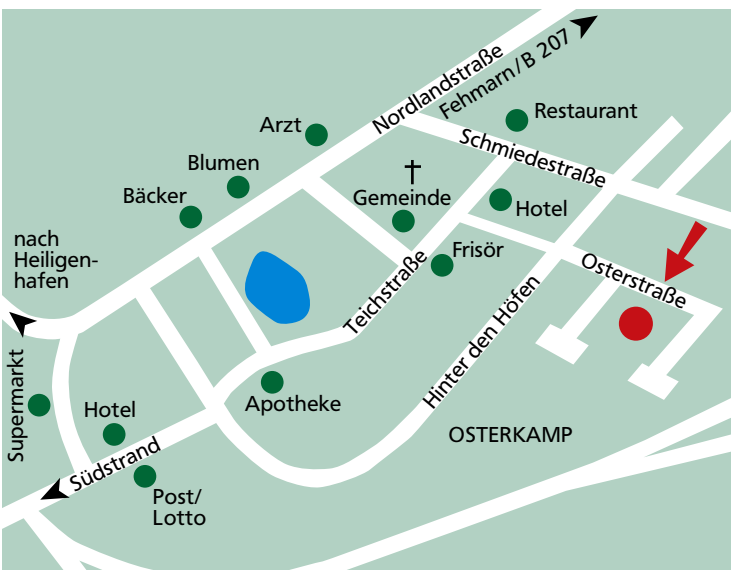 Nordlandstraße
Fehmarn/B 207
Restaurant
Arzt
Schmiedestraße
Blumen
Gemeinde
Bäcker
Hotel
nach
Heiligen-
hafen
Frisör
Osterstraße
Teichstraße
Hinter den Höfen
Supermarkt
Hotel
Apotheke
OSTERKAMP
Südstrand
Post/
Lotto